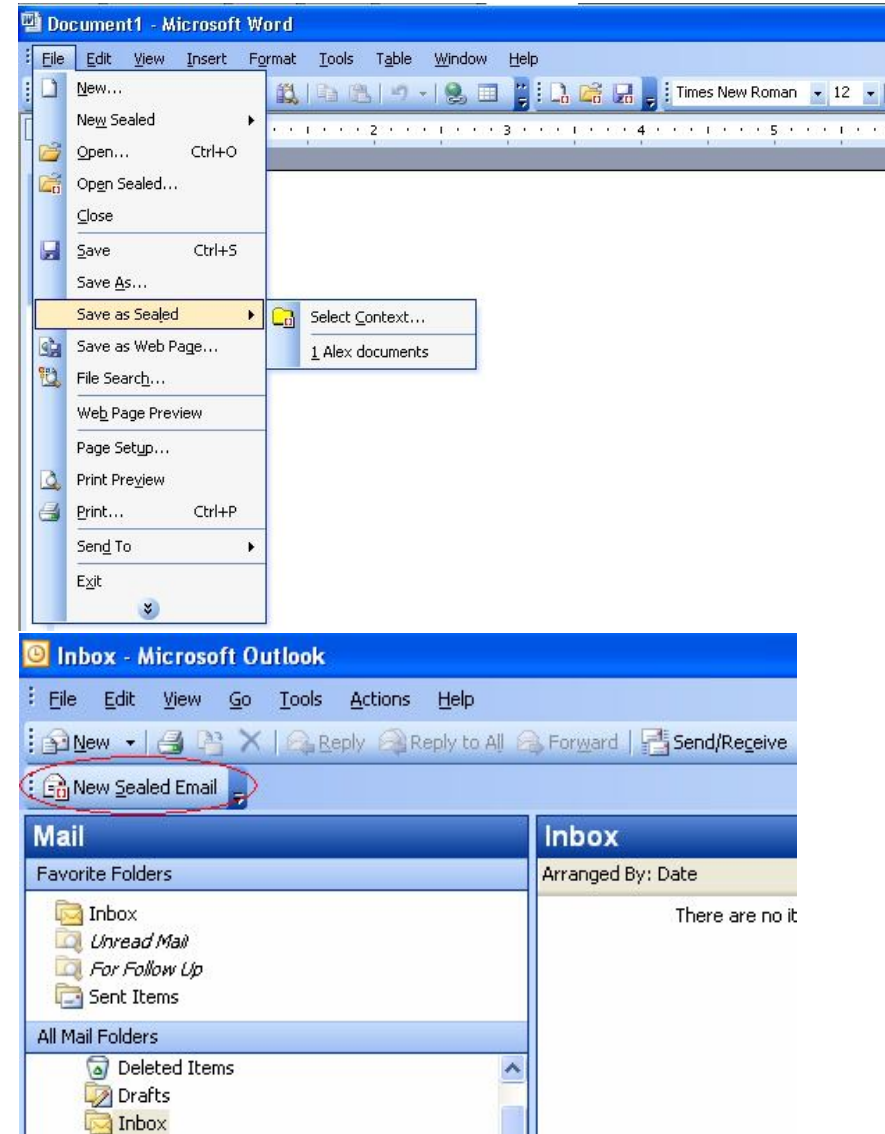 Document1 - Microsoft Word
File Edit View Insert Format Tools Table Window Help
New...
Times New Roman 12
New Sealed
2 3 4 5
Open... Ctrl+O
Open Sealed...
Close
Save Ctrl+S
Save As...
Save as Sealed
Select Context...
Save as Web Page...
1 Alex documents
File Search...
Web Page Preview
Page Setup...
Print Preview
Print... Ctrl+P
Send To
Exit
Inbox - Microsoft Outlook
File Edit View Go Tools Actions Help
New Reply Reply to All Forward Send/Receive
New Sealed Email
Mail
Inbox
Favorite Folders
Arranged By: Date
Inbox
There are no it
Unread Mail
For Follow Up
Sent Items
All Mail Folders
Deleted Items
Drafts
Inbox